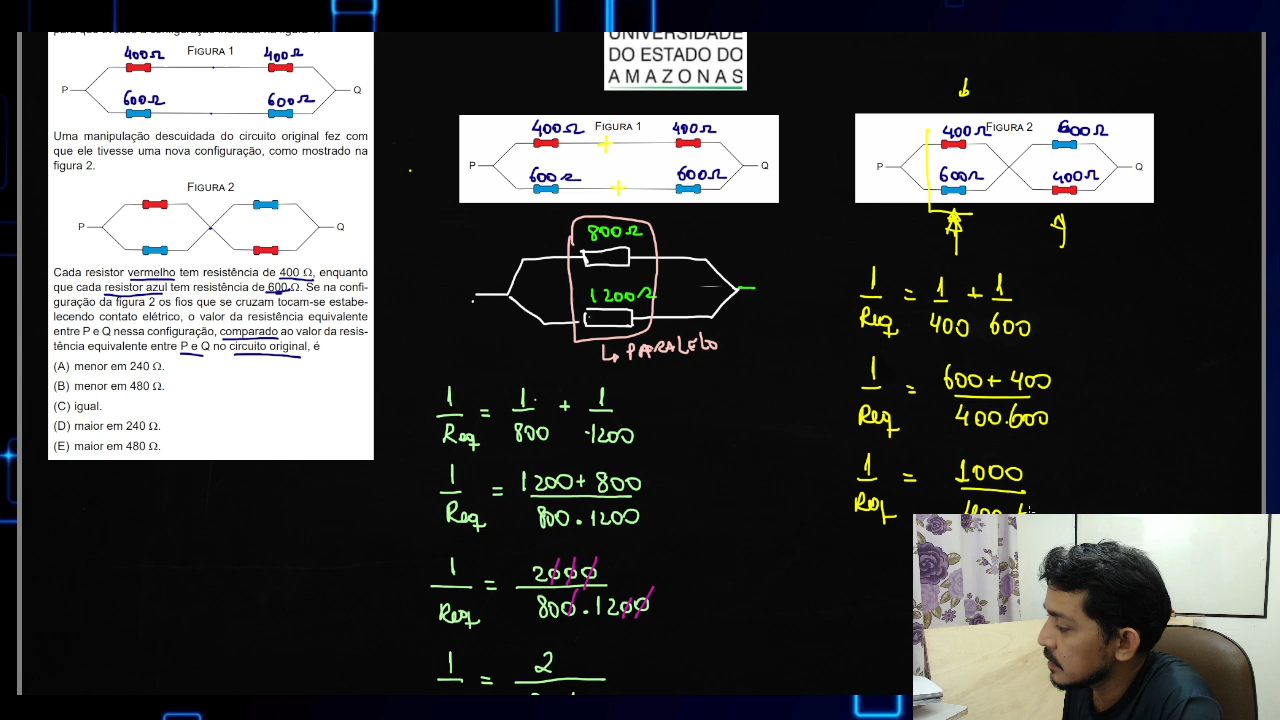 400Ω FIGURA 1 400Ω
P Q
600Ω 600Ω
Uma manipulação descuidada do circuito original fez com
que ele tivesse uma nova configuração, como mostrado na
figura 2.
FIGURA 2
P Q
Cada resistor vermelho tem resistência de 400 Ω, enquanto
que cada resistor azul tem resistência de 600 Ω. Se na confi-
guração da figura 2 os fios que se cruzam tocam-se estabe-
lecendo contato elétrico, o valor da resistência equivalente
entre P e Q nessa configuração, comparado ao valor da resis-
tência equivalente entre P e Q no circuito original, é
(A) menor em 240 Ω.
(B) menor em 480 Ω.
(C) igual.
(D) maior em 240 Ω.
(E) maior em 480 Ω.
UNIVERSIDADE
DO ESTADO DO
AMAZONAS
400Ω FIGURA 1 400Ω
P Q
600Ω 600Ω
800Ω
1200Ω
↳ PARALELO
1/Req = 1/800 + 1/1200
1/Req = 1200+800/800.1200
1/Req = 2000/800.1200
1 = 2
400Ω FIGURA 2 600Ω
P Q
600Ω 400Ω
1/Req = 1/400 + 1/600
1/Req = 600+400/400.600
1/Req = 1000